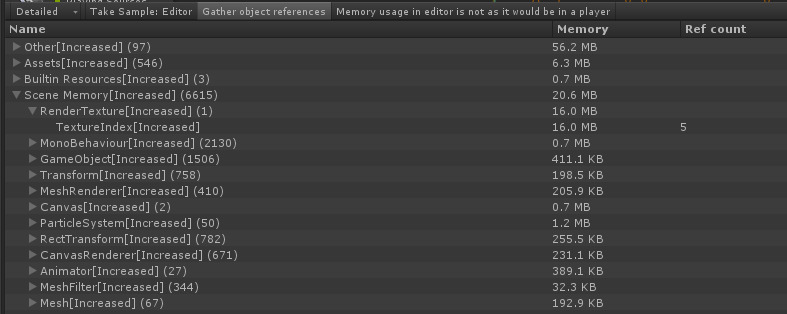 Playing Sources
Detailed Take Sample: Editor Gather object references Memory usage in editor is not as it would be in a player
Name Memory Ref count
Other[Increased] (97) 56.2 MB
Assets[Increased] (546) 6.3 MB
Builtin Resources[Increased] (3) 0.7 MB
Scene Memory[Increased] (6615) 20.6 MB
RenderTexture[Increased] (1) 16.0 MB
TextureIndex[Increased] 16.0 MB 5
MonoBehaviour[Increased] (2130) 0.7 MB
GameObject[Increased] (1506) 411.1 KB
Transform[Increased] (758) 198.5 KB
MeshRenderer[Increased] (410) 205.9 KB
Canvas[Increased] (2) 0.7 MB
ParticleSystem[Increased] (50) 1.2 MB
RectTransform[Increased] (782) 255.5 KB
CanvasRenderer[Increased] (671) 231.1 KB
Animator[Increased] (27) 389.1 KB
MeshFilter[Increased] (344) 32.3 KB
Mesh[Increased] (67) 192.9 KB